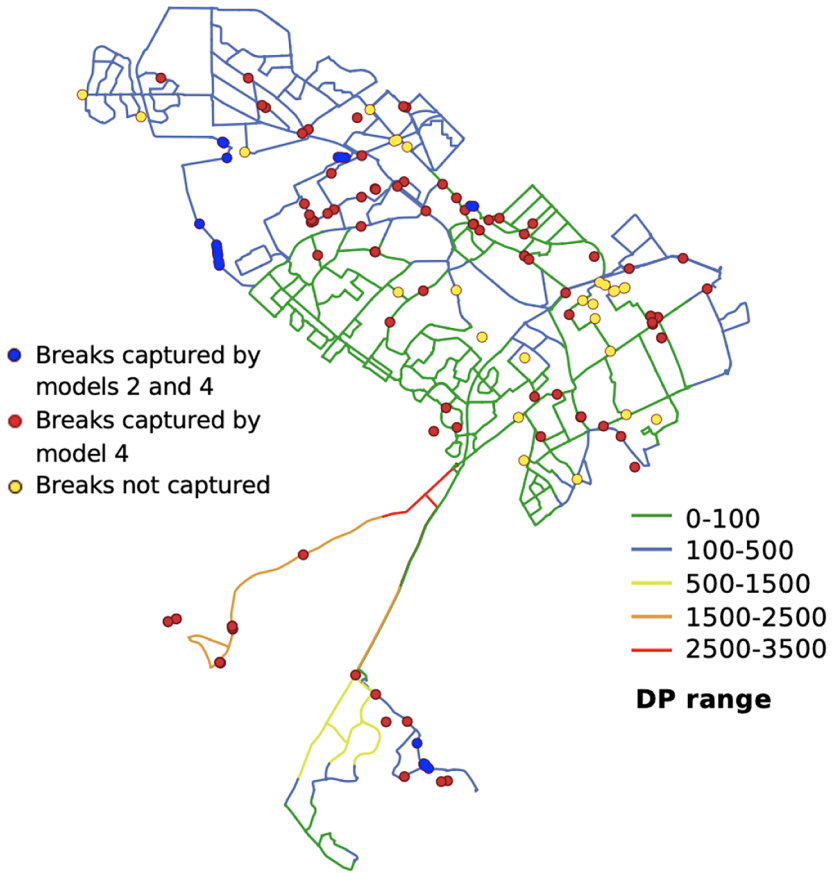 Breaks captured by
models 2 and 4
Breaks captured by
model 4
Breaks not captured
0-100
100-500
500-1500
1500-2500
2500-3500
DP range